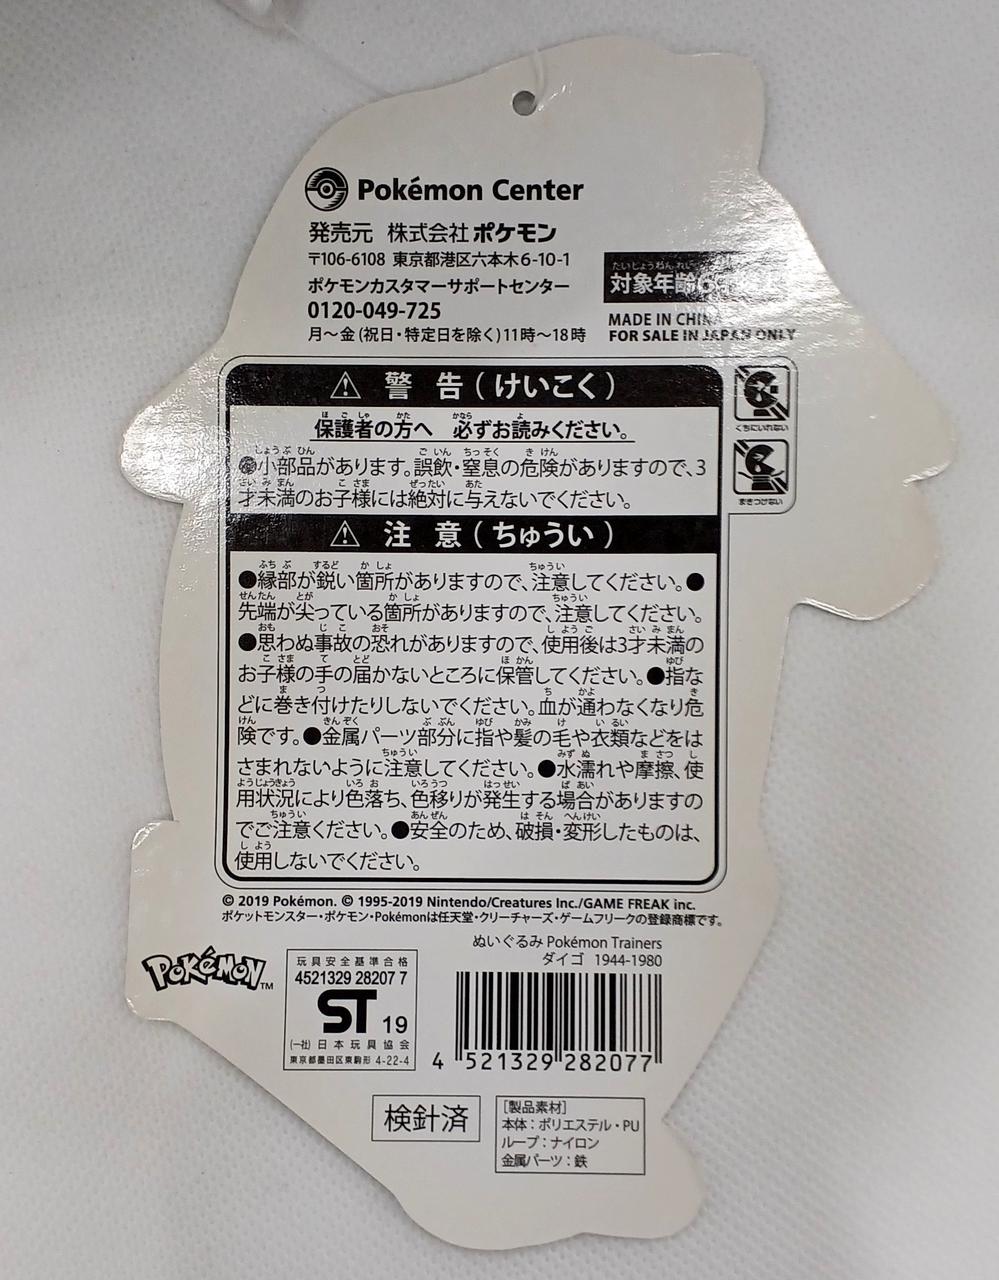 Pokémon Center
発売元 株式会社 ポケモン
〒106-6108 東京都港区六本木6-10-1
ポケモンカスタマーサポートセンター
0120-049-725
月～金(祝日・特定日を除く)11時～18時
対象年齢6
MADE IN CHINA
FOR SALE IN JAPAN ONLY
⚠ 警 告(けいこく)
保護者の方へ 必ずお読みください。
●小部品があります。誤飲・窒息の危険がありますので、3
才未満のお子様には絶対に与えないでください。
くちにいれない
まきつけない
⚠ 注 意(ちゅうい)
●縁部が鋭い箇所がありますので、注意してください。●
先端が尖っている箇所がありますので、注意してください。
●思わぬ事故の恐れがありますので、使用後は3才未満の
お子様の手の届かないところに保管してください。●指な
どに巻き付けたりしないでください。血が通わなくなり危
険です。●金属パーツ部分に指や髪の毛や衣類などをは
さまれないように注意してください。●水濡れや摩擦、使
用状況により色落ち、色移りが発生する場合がありますの
でご注意ください。●安全のため、破損・変形したものは、
使用しないでください。
© 2019 Pokémon. © 1995-2019 Nintendo/Creatures Inc./GAME FREAK inc.
ポケットモンスター・ポケモン・Pokémonは任天堂・クリーチャーズ・ゲームフリークの登録商標です。
ぬいぐるみ Pokémon Trainers
ダイゴ 1944-1980
POKéMON™
玩具安全基準合格
4521329 28207 7
ST 19
(一社)日本玩具協会
東京都墨田区東駒形 4-22-4
4 521329 282077
検針済
[製品素材]
本体：ポリエステル・PU
ループ：ナイロン
金属パーツ：鉄